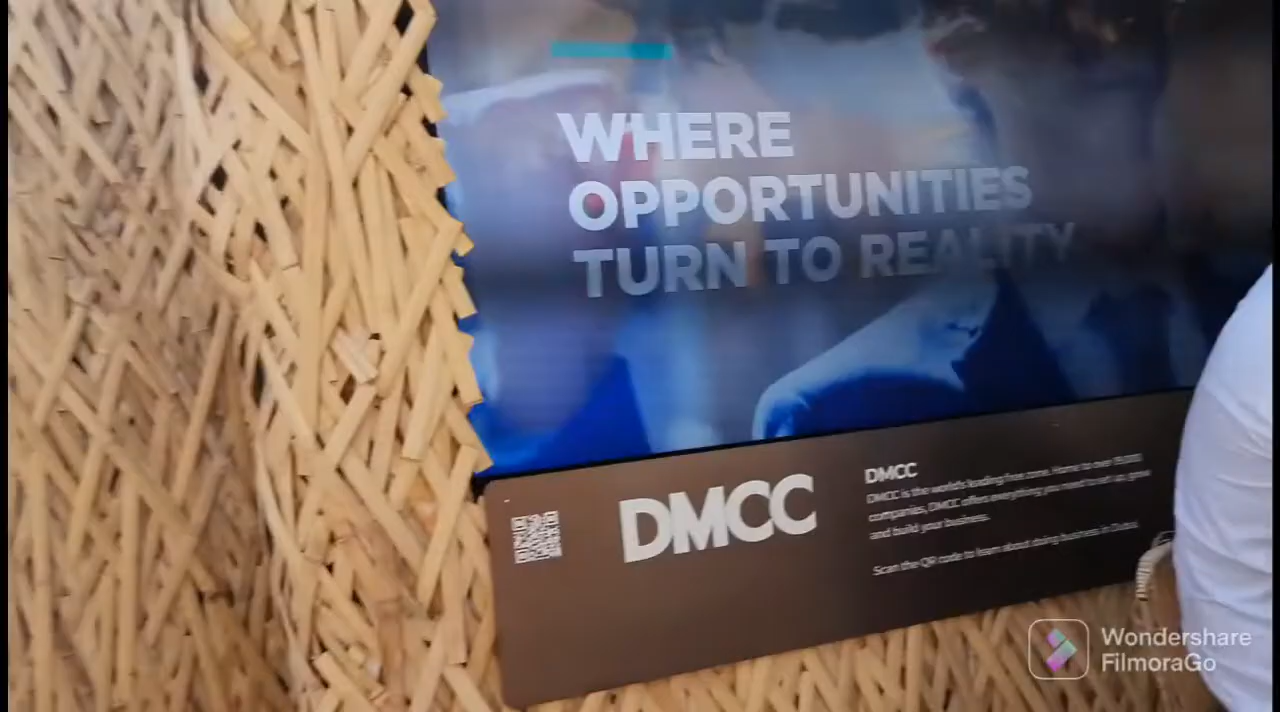 WHERE
OPPORTUNITIES
TURN TO REALITY
DMCC
DMCC
DMCC is the world's leading free zone. Home to over
companies, DMCC offers everything you need to set up, grow
and build your business.
Scan the QR code to learn about doing business in Dubai
Wondershare
FilmoraGo